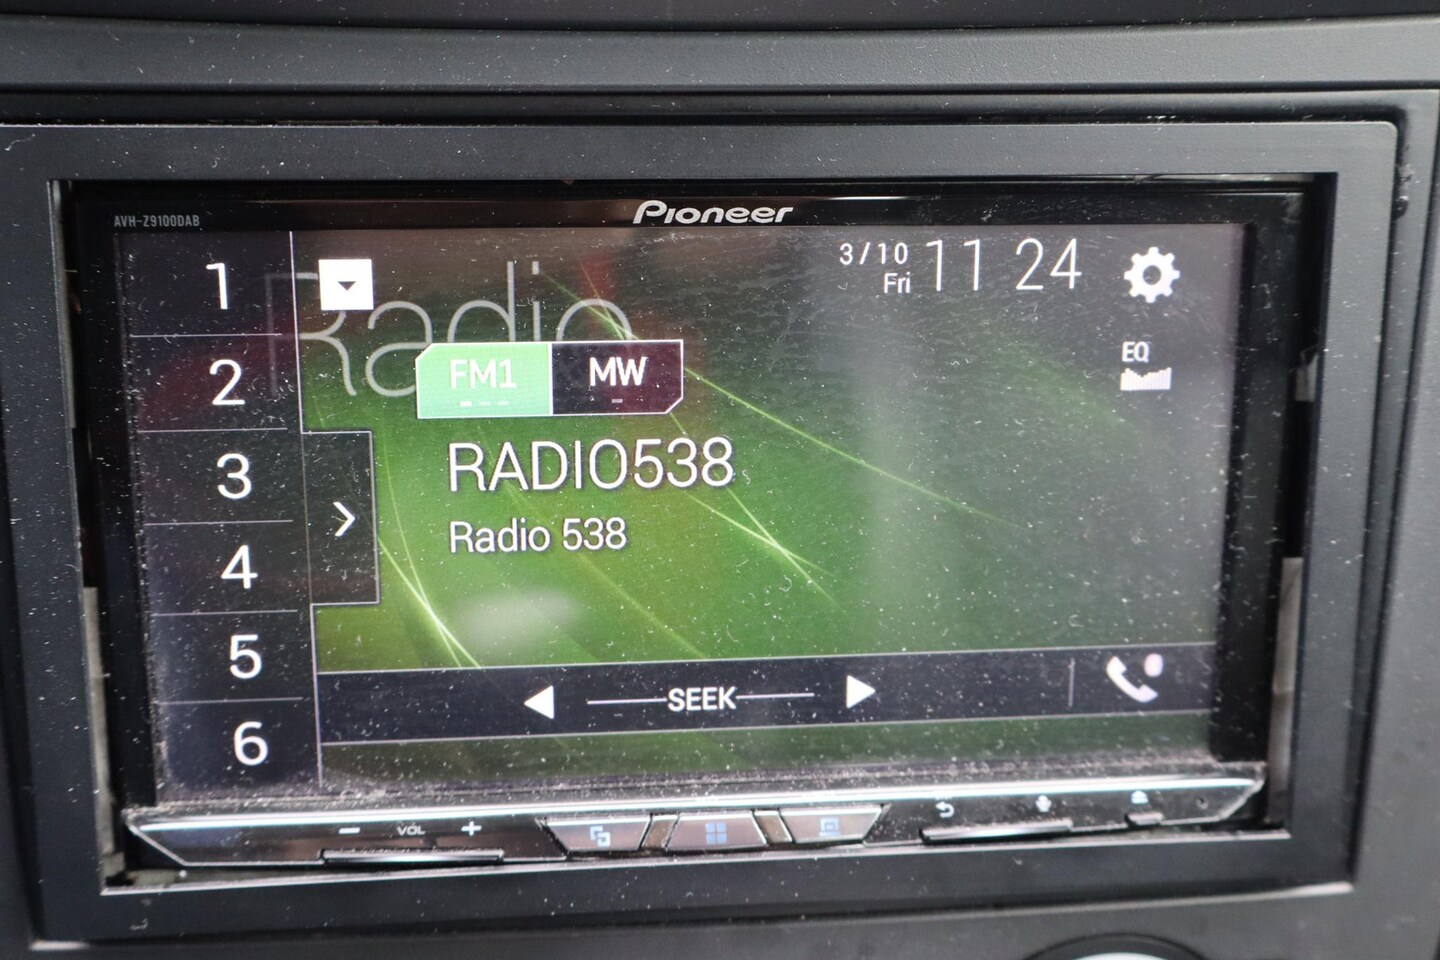 AVH-Z9100DAB
Pioneer
Radio
3/10
Fri
11 24
1
2
3
4
5
6
FM1
MW
EQ
RADIO538
Radio 538
SEEK
VOL